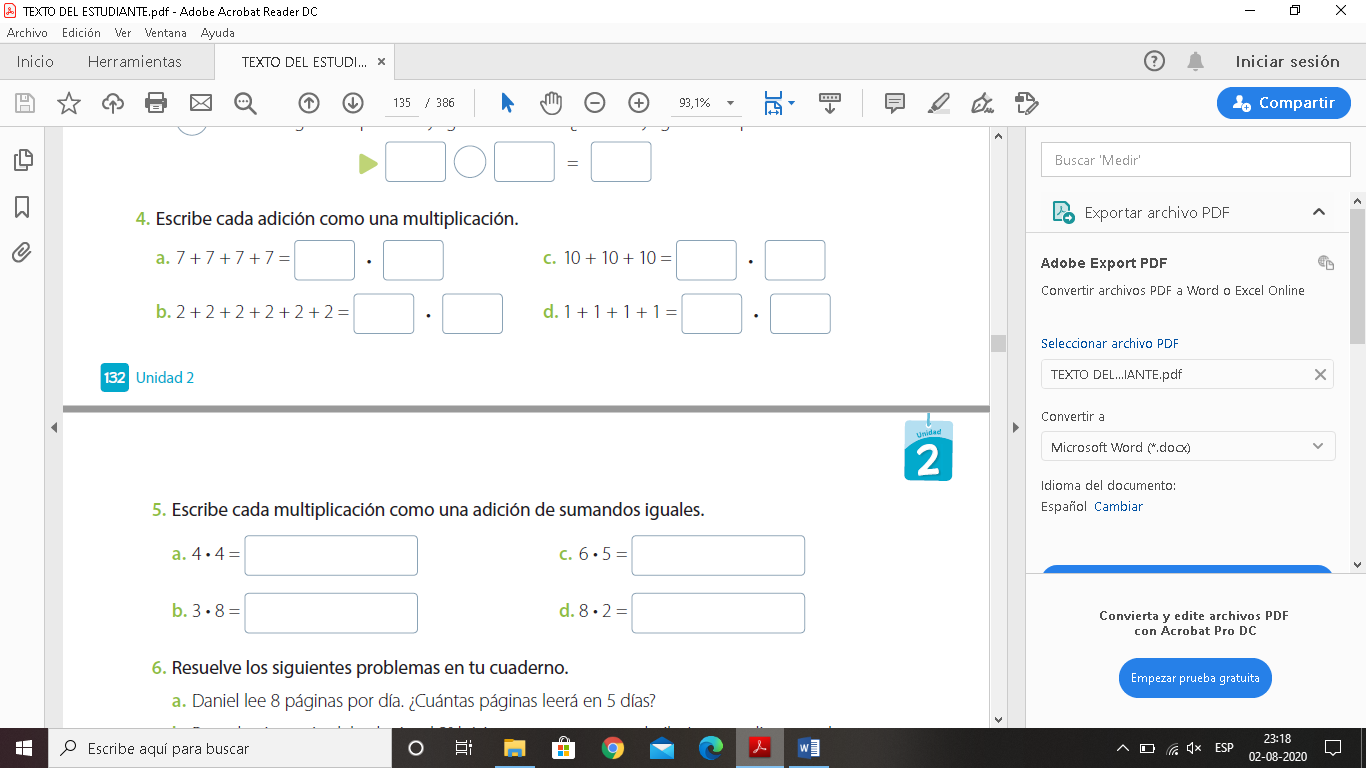 TEXTO DEL ESTUDIANTE.pdf - Adobe Acrobat Reader DC
Archivo Edición Ver Ventana Ayuda
Inicio Herramientas TEXTO DEL ESTUDI... × Iniciar sesión
135 / 386 93,1% Compartir
=
4. Escribe cada adición como una multiplicación.
a. 7 + 7 + 7 + 7 = •
c. 10 + 10 + 10 = •
b. 2 + 2 + 2 + 2 + 2 + 2 = •
d. 1 + 1 + 1 + 1 = •
132 Unidad 2
Unidad
2
5. Escribe cada multiplicación como una adición de sumandos iguales.
a. 4 • 4 =
c. 6 • 5 =
b. 3 • 8 =
d. 8 • 2 =
6. Resuelve los siguientes problemas en tu cuaderno.
a. Daniel lee 8 páginas por día. ¿Cuántas páginas leerá en 5 días?
Buscar 'Medir'
Exportar archivo PDF
Adobe Export PDF
Convertir archivos PDF a Word o Excel Online
Seleccionar archivo PDF
TEXTO DEL...IANTE.pdf
Convertir a
Microsoft Word (*.docx)
Idioma del documento:
Español Cambiar
Convierta y edite archivos PDF
con Acrobat Pro DC
Empezar prueba gratuita
Escribe aquí para buscar
ESP
23:18
02-08-2020